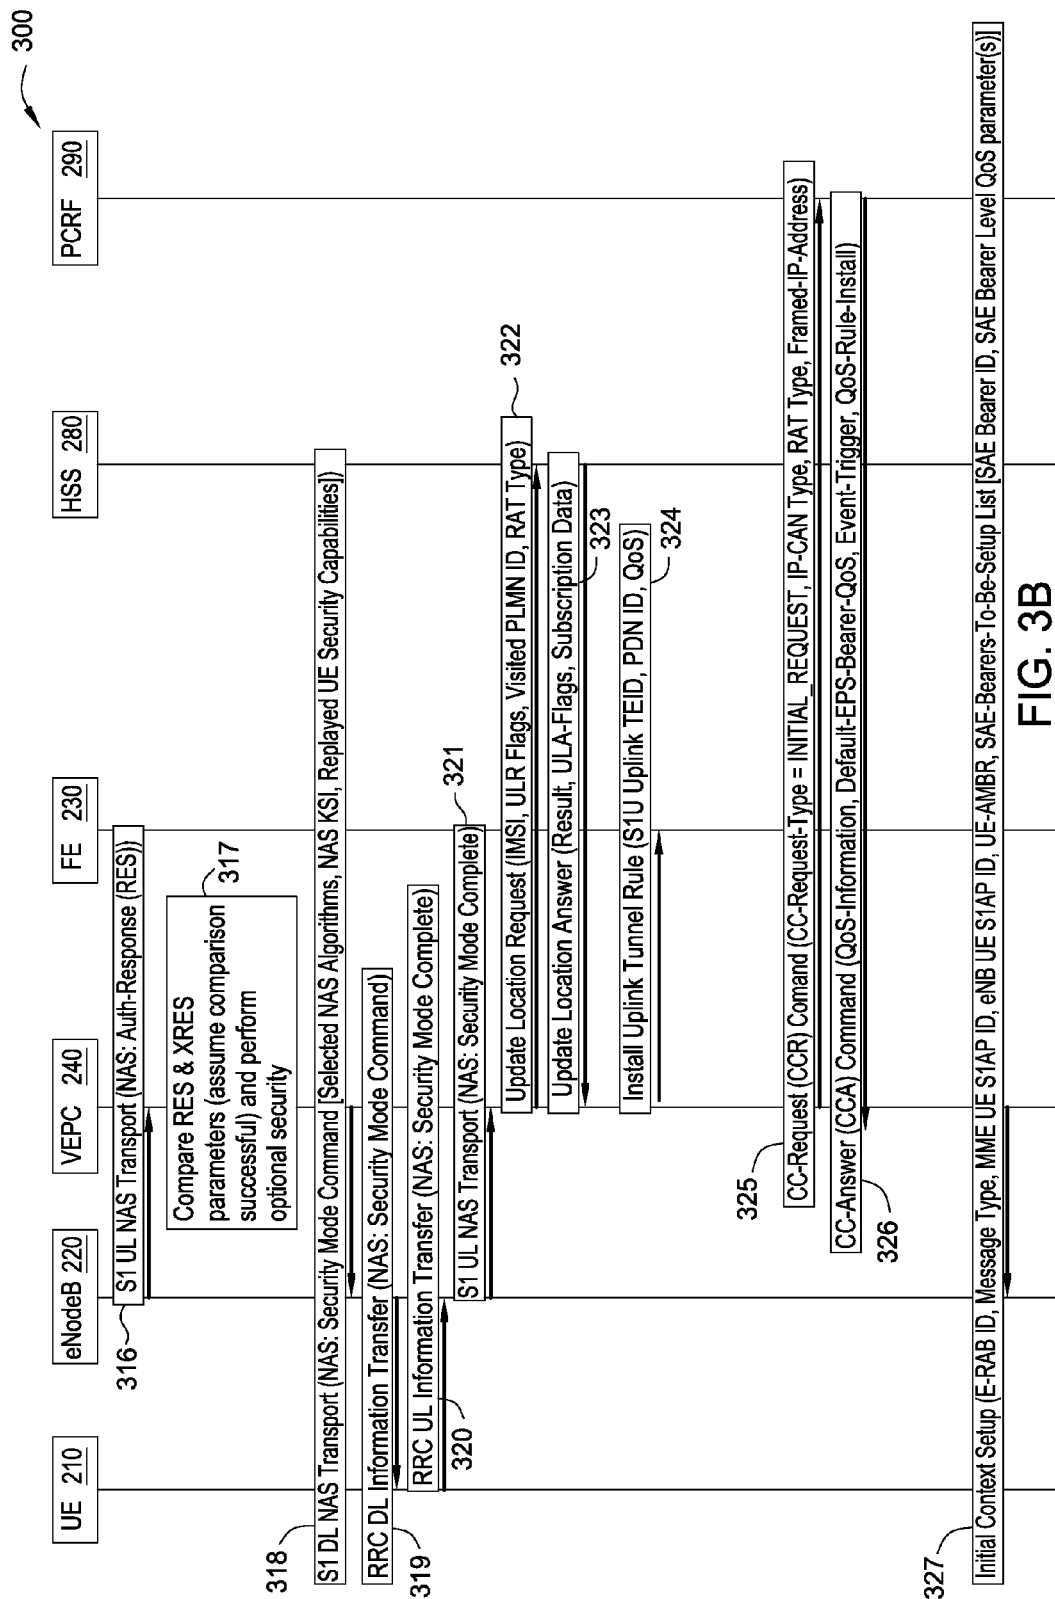 300
UE 210
eNodeB 220
VEPC 240
FE 230
HSS 280
PCRF 290
316
S1 UL NAS Transport (NAS: Auth-Response (RES))
Compare RES & XRES
parameters (assume comparison
successful) and perform
optional security
317
318
S1 DL NAS Transport (NAS: Security Mode Command [Selected NAS Algorithms, NAS KSI, Replayed UE Security Capabilities])
RRC DL Information Transfer (NAS: Security Mode Command)
319
RRC UL Information Transfer (NAS: Security Mode Complete)
320
S1 UL NAS Transport (NAS: Security Mode Complete)
321
Update Location Request (IMSI, ULR Flags, Visited PLMN ID, RAT Type)
322
Update Location Answer (Result, ULA-Flags, Subscription Data)
323
Install Uplink Tunnel Rule (S1U Uplink TEID, PDN ID, QoS)
324
325
CC-Request (CCR) Comand (CC-Request-Type = INITIAL_REQUEST, IP-CAN Type, RAT Type, Framed-IP-Address)
CC-Answer (CCA) Command (QoS-Information, Default-EPS-Bearer-QoS, Event-Trigger, QoS-Rule-Install)
326
327
Initial Context Setup (E-RAB ID, Message Type, MME UE S1AP ID, eNB UE S1AP ID, UE-AMBR, SAE-Bearers-To-Be-Setup List [SAE Bearer ID, SAE Bearer Level QoS parameter(s)]
FIG. 3B